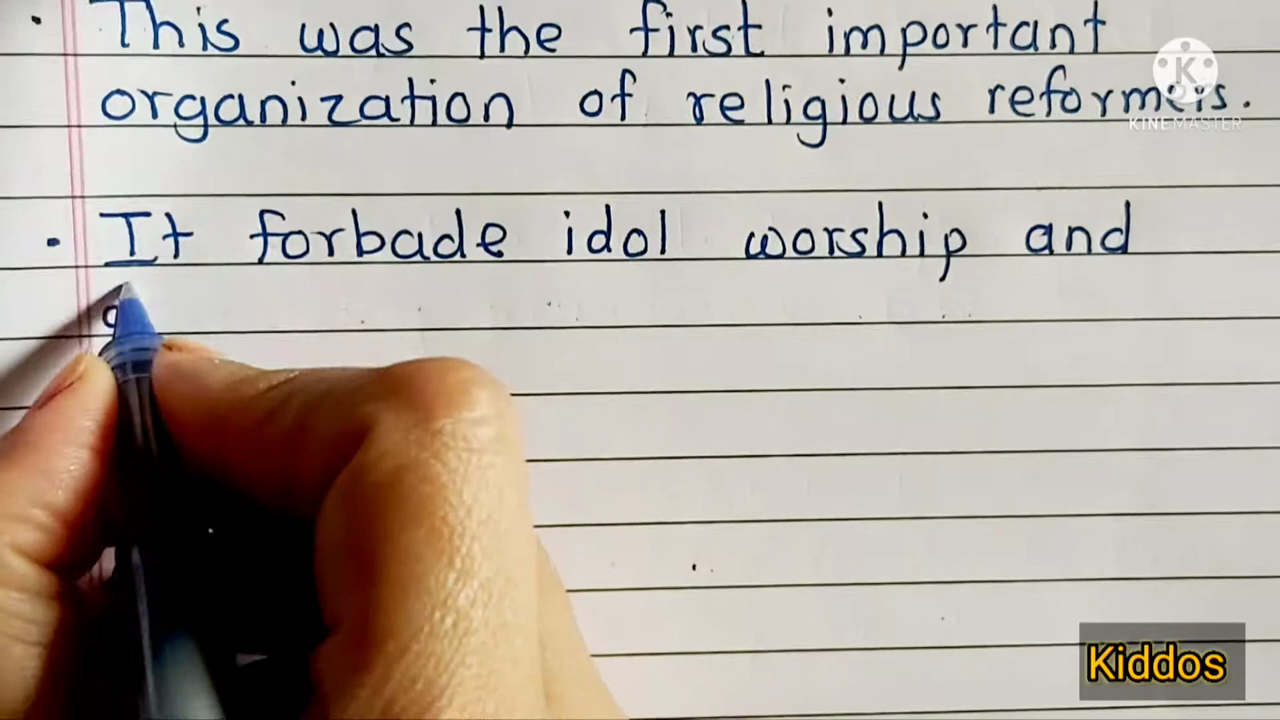 · This was the first important
organization of religious reformers.
KINEMASTER
· It forbade idol worship and
Kiddos